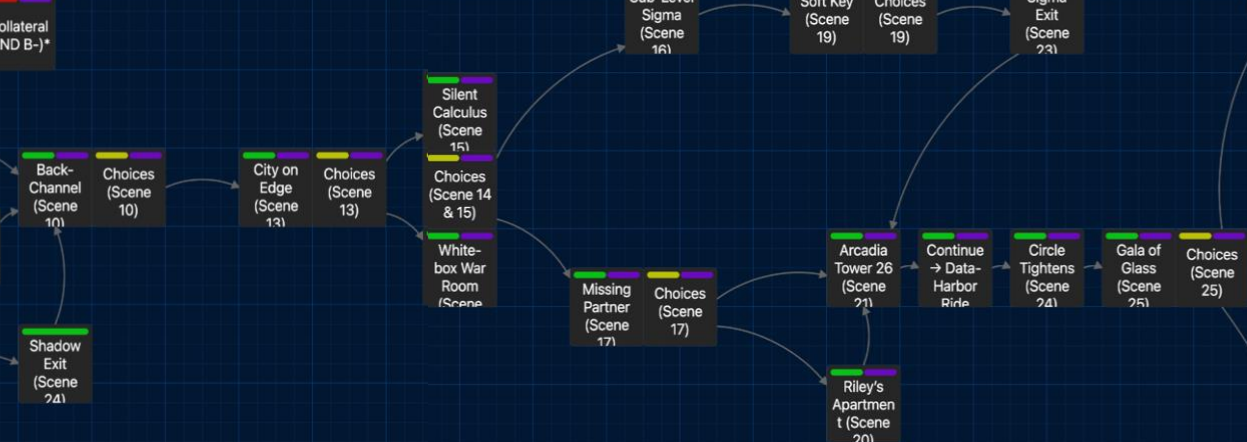 ollateral
ND B-)*
Sub-Level
Sigma
(Scene
16)
Soft Key
(Scene
19)
Choices
(Scene
19)
Sigma
Exit
(Scene
23)
Silent
Calculus
(Scene
15)
Choices
(Scene 14
& 15)
White-
box War
Room
(Scene
Back-
Channel
(Scene
10)
Choices
(Scene
10)
City on
Edge
(Scene
13)
Choices
(Scene
13)
Missing
Partner
(Scene
17)
Choices
(Scene
17)
Arcadia
Tower 26
(Scene
21)
Continue
→ Data-
Harbor
Ride
Circle
Tightens
(Scene
24)
Gala of
Glass
(Scene
25)
Choices
(Scene
25)
Shadow
Exit
(Scene
24)
Riley's
Apartmen
t (Scene
20)